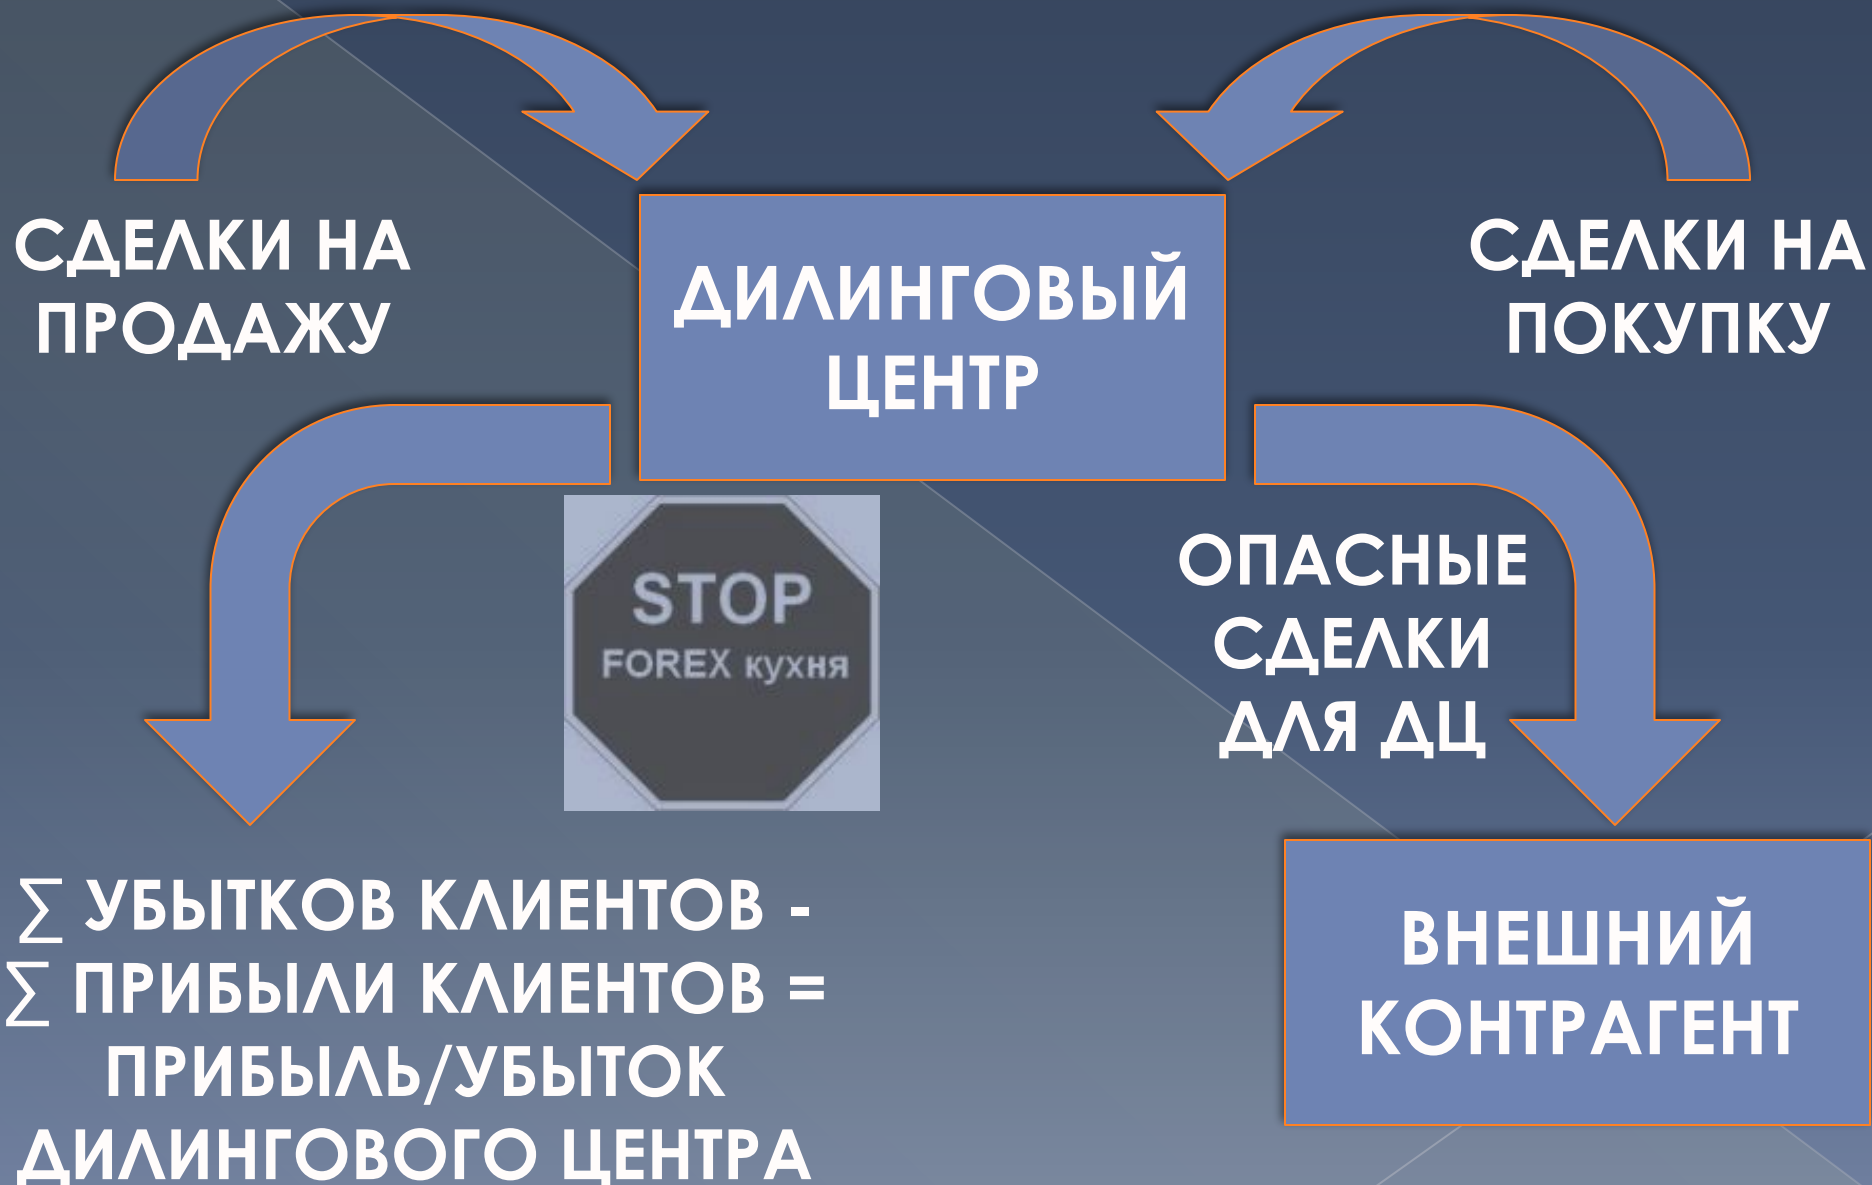 СДЕЛКИ НА
ПРОДАЖУ
ДИЛИНГОВЫЙ
ЦЕНТР
СДЕЛКИ НА
ПОКУПКУ
STOP
FOREX кухня
ОПАСНЫЕ
СДЕЛКИ
ДЛЯ ДЦ
∑ УБЫТКОВ КЛИЕНТОВ -
∑ ПРИБЫЛИ КЛИЕНТОВ =
ПРИБЫЛЬ/УБЫТОК
ДИЛИНГОВОГО ЦЕНТРА
ВНЕШНИЙ
КОНТРАГЕНТ